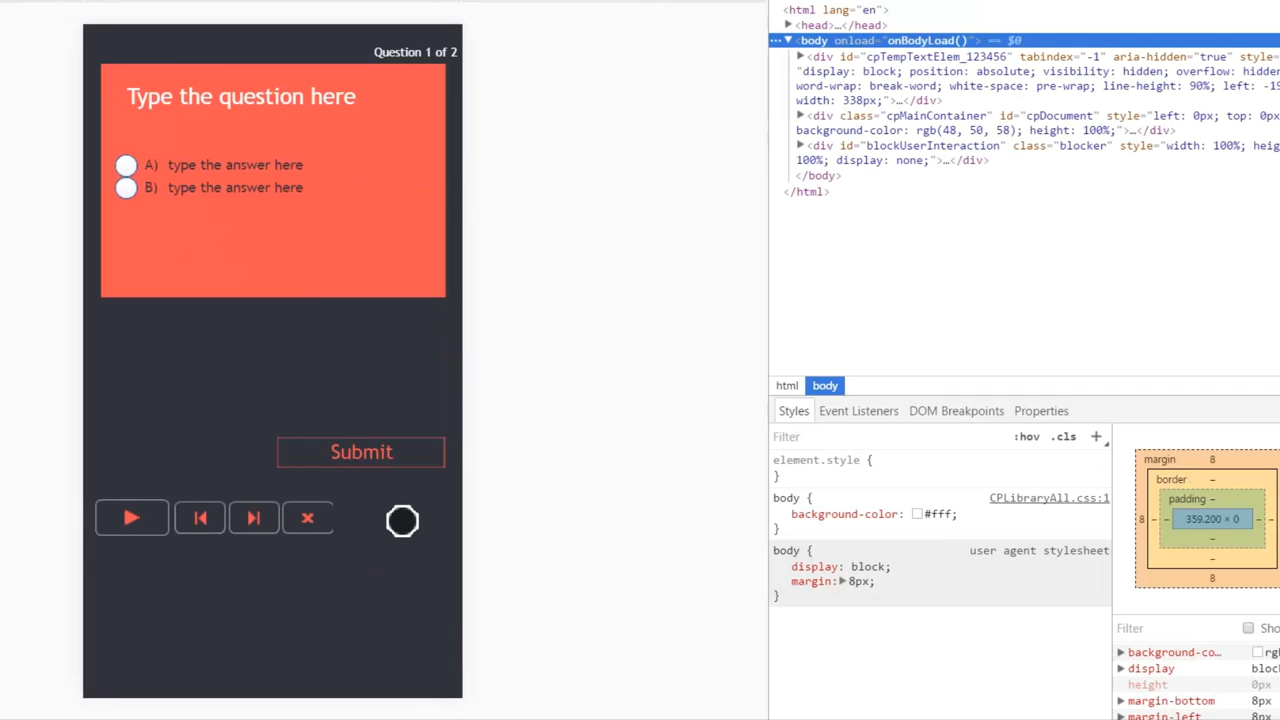 Question 1 of 2
Type the question here
A) type the answer here
B) type the answer here
Submit
<html lang="en">
<head>…</head>
<body onload="onBodyLoad()"> == $0
<div id="cpTempTextElem_123456" tabindex="-1" aria-hidden="true" style=
"display: block; position: absolute; visibility: hidden; overflow: hidden
word-wrap: break-word; white-space: pre-wrap; line-height: 90%; left: -19
width: 338px;">…</div>
<div class="cpMainContainer" id="cpDocument" style="left: 0px; top: 0px
background-color: rgb(48, 50, 58); height: 100%;">…</div>
<div id="blockUserInteraction" class="blocker" style="width: 100%; heig
100%; display: none;">…</div>
</body>
</html>
html body
Styles Event Listeners DOM Breakpoints Properties
Filter :hov .cls +
element.style {
}
body { CPLibraryAll.css:1
background-color: #fff;
}
body { user agent stylesheet
display: block;
margin: 8px;
}
margin 8
border –
padding –
8 – – 359.200 × 0 – –
–
–
8
Filter Sho
background-co… rg
display bloc
height 0px
margin-bottom 8px
margin-left 8px